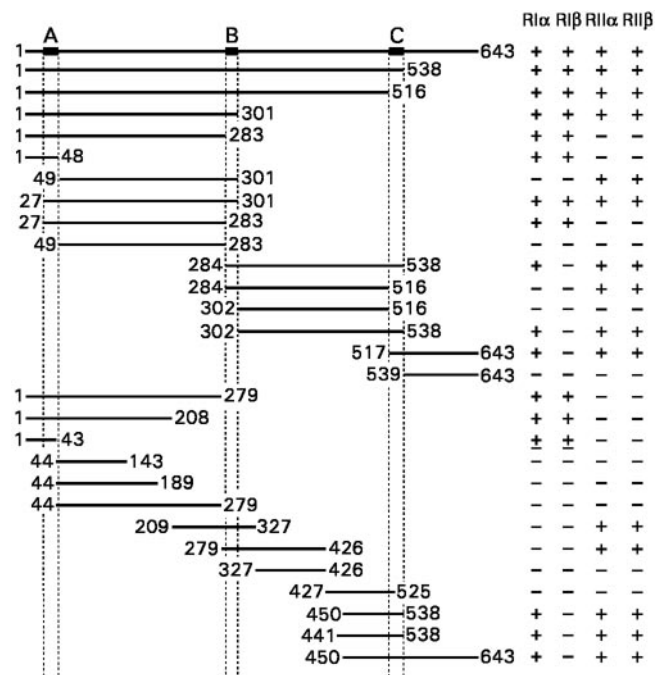 RIα RIβ RIIα RIIβ
A B C
1 643 + + + +
1 538 + + + +
1 516 + + + +
1 301 + + + +
1 283 + + − −
1 48 + + − −
49 301 − − + +
27 301 + + + +
27 283 + + − −
49 283 − − − −
284 538 + − + +
284 516 − − + +
302 516 − − − −
302 538 + − + +
517 643 + − + +
539 643 − − − −
1 279 + + − −
1 208 + + − −
1 43 ± ± − −
44 143 − − − −
44 189 − − − −
44 279 − − − −
209 327 − − + +
279 426 − − + +
327 426 − − − −
427 525 − − − −
450 538 + − + +
441 538 + − + +
450 643 + − + +